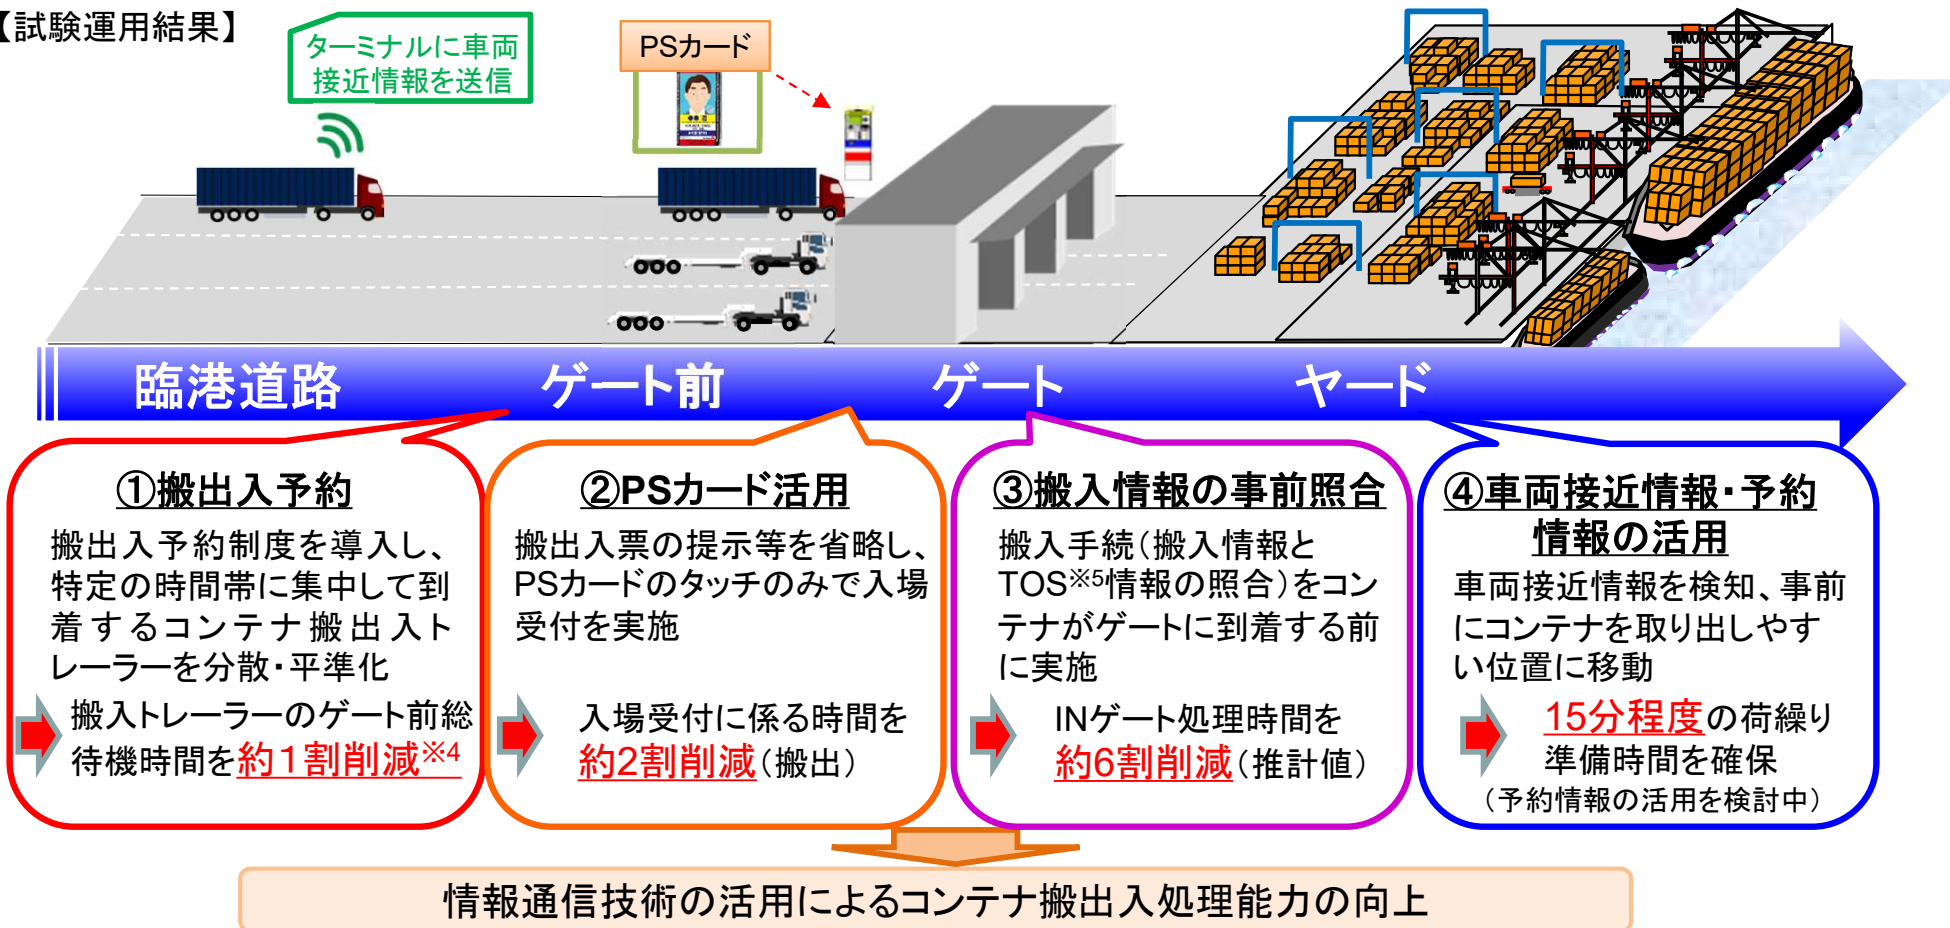 【試験運用結果】
ターミナルに車両
接近情報を送信
PSカード
臨港道路
ゲート前
ゲート
ヤード
①搬出入予約
搬出入予約制度を導入し、
特定の時間帯に集中して到
着するコンテナ搬出入ト
レーラーを分散・平準化
搬入トレーラーのゲート前総
待機時間を約1割削減※4
②PSカード活用
搬出入票の提示等を省略し、
PSカードのタッチのみで入場
受付を実施
入場受付に係る時間を
約2割削減(搬出)
③搬入情報の事前照合
搬入手続(搬入情報と
TOS※5情報の照合)をコン
テナがゲートに到着する前
に実施
INゲート処理時間を
約6割削減(推計値)
④車両接近情報・予約
情報の活用
車両接近情報を検知、事前
にコンテナを取り出しやす
い位置に移動
15分程度の荷繰り
準備時間を確保
(予約情報の活用を検討中)
情報通信技術の活用によるコンテナ搬出入処理能力の向上